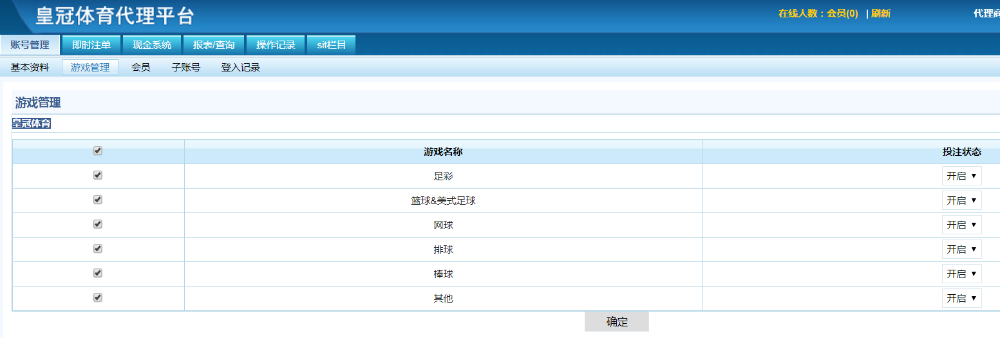 皇冠体育代理平台
在线人数：会员(0) | 刷新 代理商
账号管理 即时注单 现金系统 报表/查询 操作记录 sit栏目
基本资料 游戏管理 会员 子账号 登入记录
游戏管理
皇冠体育
游戏名称 投注状态
足彩 开启
篮球&美式足球 开启
网球 开启
排球 开启
棒球 开启
其他 开启
确定